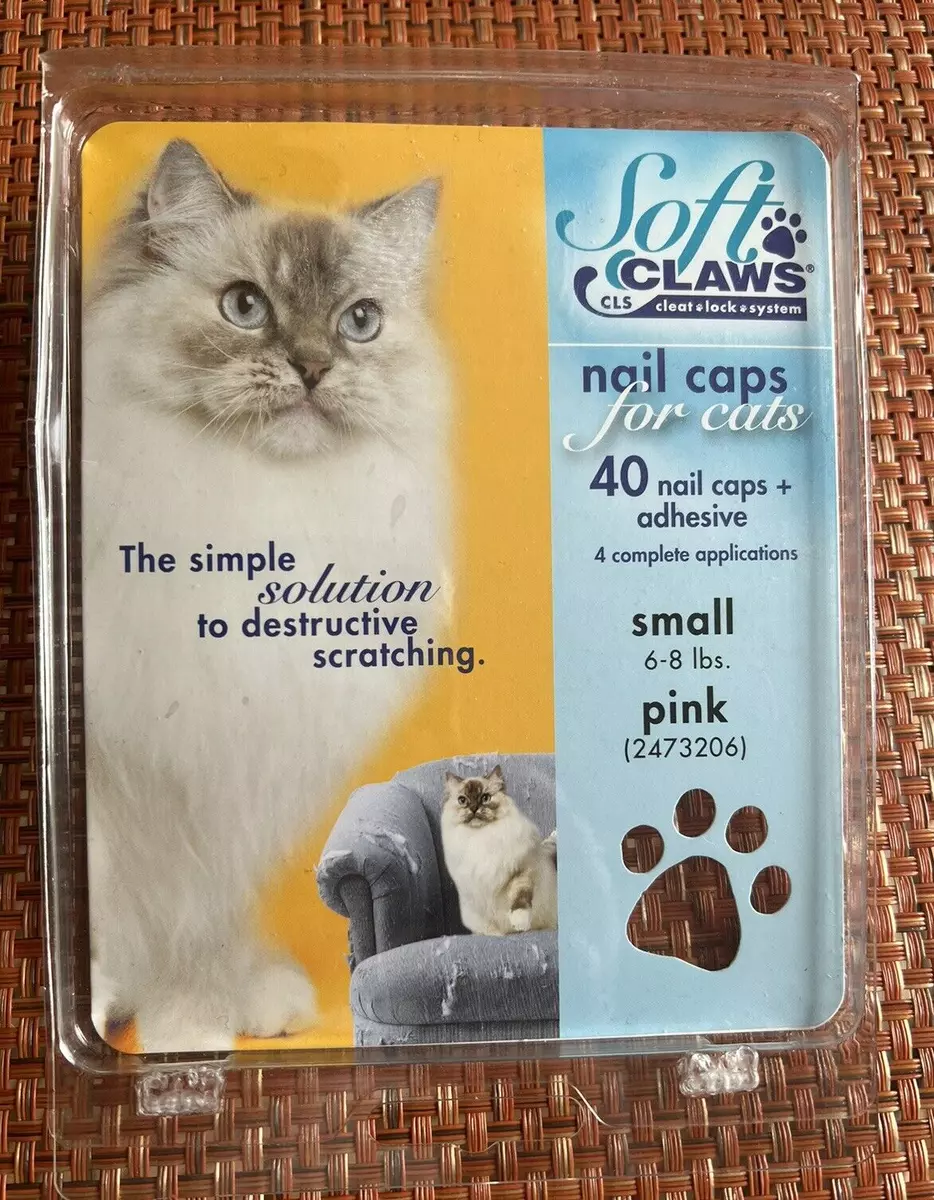 The simple
solution
to destructive
scratching.
Soft
CLAWS®
CLS cleat*lock*system
nail caps
for cats
40 nail caps +
adhesive
4 complete applications
small
6-8 lbs.
pink
(2473206)